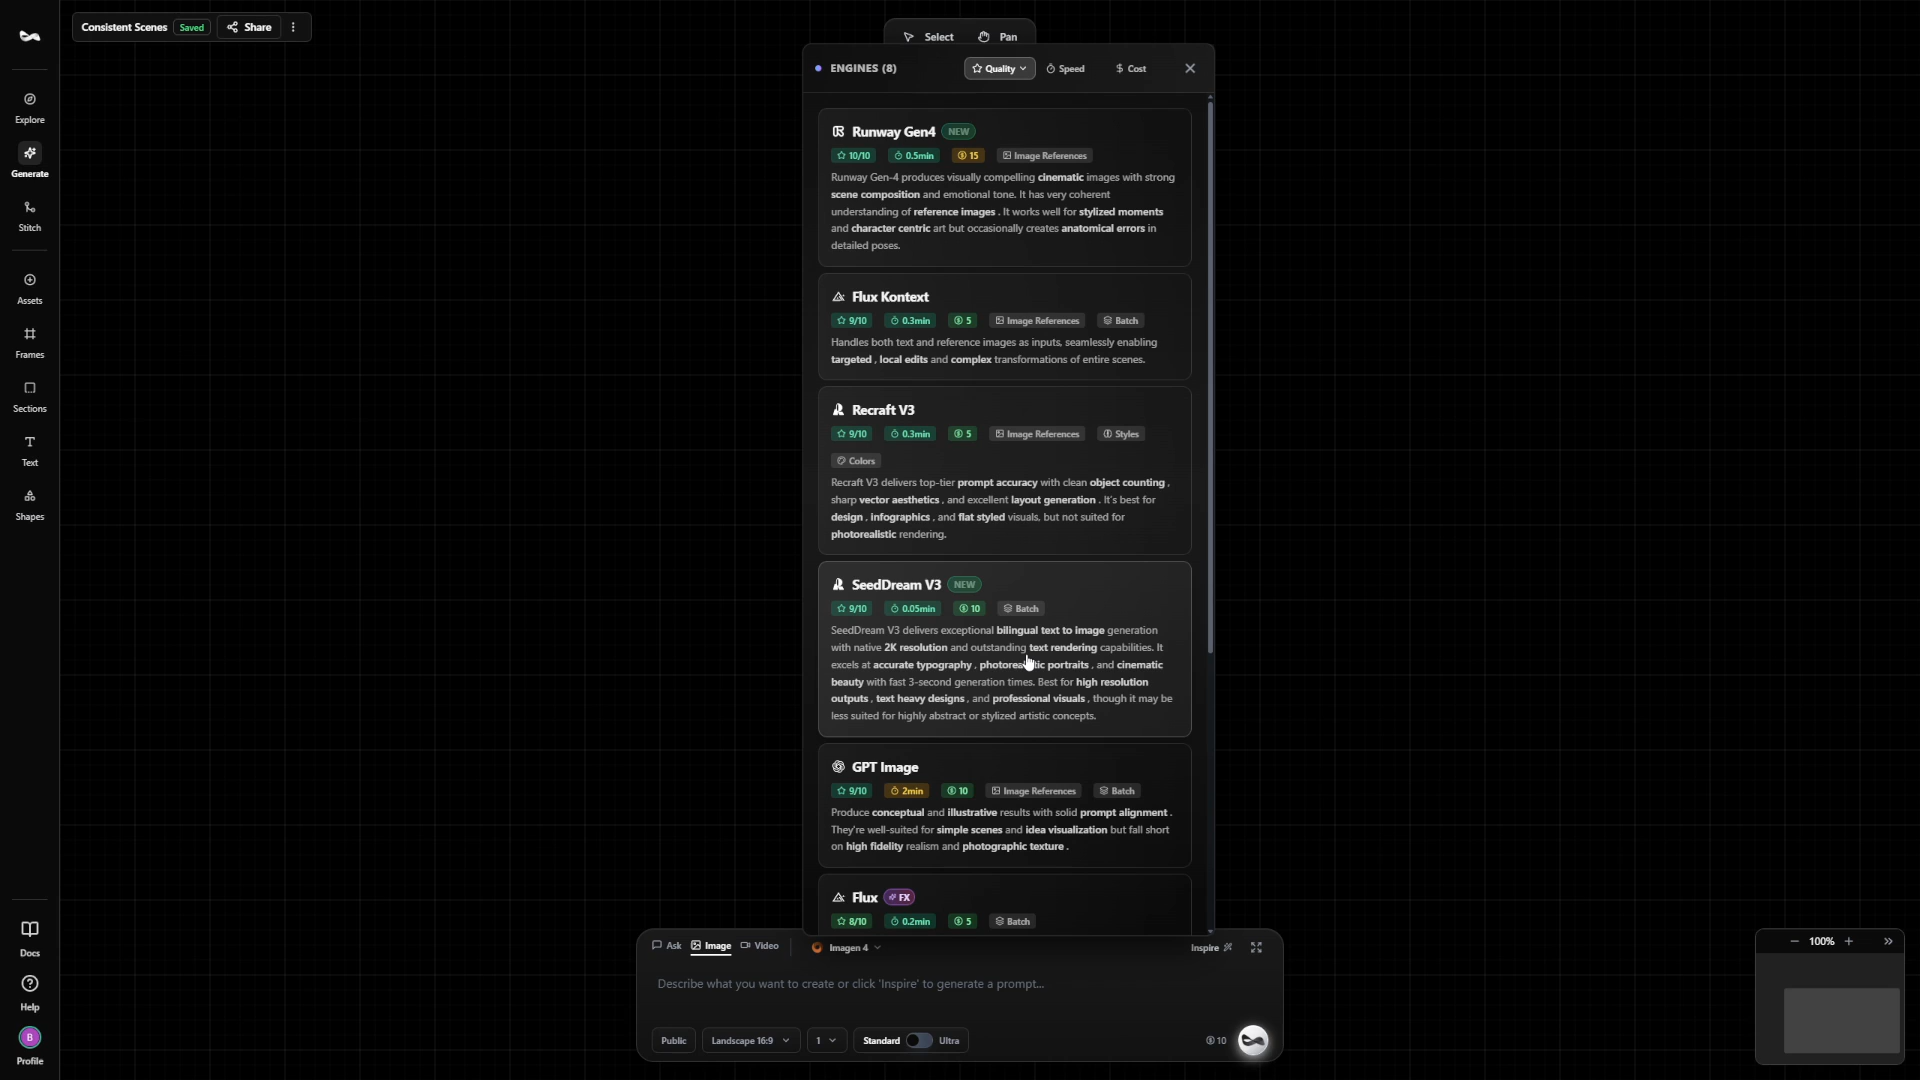 Consistent Scenes Saved Share
Select Pan
ENGINES (8) Quality Speed $ Cost
Explore
Generate
Stitch
Assets
Frames
Sections
Text
Shapes
Docs
Help
B
Profile
Runway Gen4 NEW
10/10 0.5min 15 Image References
Runway Gen-4 produces visually compelling cinematic images with strong
scene composition and emotional tone. It has very coherent
understanding of reference images . It works well for stylized moments
and character centric art but occasionally creates anatomical errors in
detailed poses.
Flux Kontext
9/10 0.3min 5 Image References Batch
Handles both text and reference images as inputs, seamlessly enabling
targeted , local edits and complex transformations of entire scenes.
Recraft V3
9/10 0.3min 5 Image References Styles
Colors
Recraft V3 delivers top-tier prompt accuracy with clean object counting ,
sharp vector aesthetics , and excellent layout generation . It's best for
design , infographics , and flat styled visuals, but not suited for
photorealistic rendering.
SeedDream V3 NEW
9/10 0.05min 10 Batch
SeedDream V3 delivers exceptional bilingual text to image generation
with native 2K resolution and outstanding text rendering capabilities. It
excels at accurate typography , photorealistic portraits , and cinematic
beauty with fast 3-second generation times. Best for high resolution
outputs , text heavy designs , and professional visuals , though it may be
less suited for highly abstract or stylized artistic concepts.
GPT Image
9/10 2min 10 Image References Batch
Produce conceptual and illustrative results with solid prompt alignment .
They're well-suited for simple scenes and idea visualization but fall short
on high fidelity realism and photographic texture .
Flux FX
8/10 0.2min 5 Batch
Ask Image Video Imagen 4 Inspire
Describe what you want to create or click 'Inspire' to generate a prompt...
Public Landscape 16:9 1 Standard Ultra 10
100%